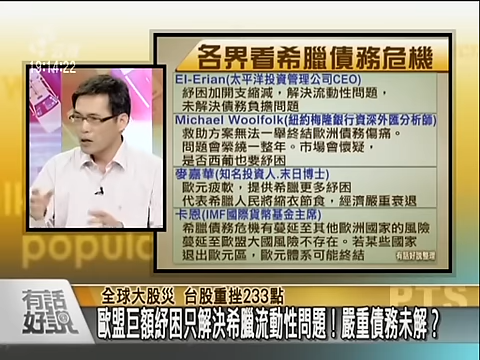 19:14:22
各界看希臘債務危機
El-Erian(太平洋投資管理公司CEO)
紓困加開支縮減，解決流動性問題，
未解決債務負擔問題
Michael Woolfolk(紐約梅隆銀行資深外匯分析師)
救助方案無法一舉終結歐洲債務傷痛。
問題會縈繞一整年。市場會懷疑，
是否西葡也要紓困
麥嘉華(知名投資人.末日博士)
歐元疲軟，提供希臘更多紓困
代表希臘人民將縮衣節食，經濟嚴重衰退
卡恩(IMF國際貨幣基金主席)
希臘債務危機有蔓延至其他歐洲國家的風險
蔓延至歐盟大國風險不存在。若某些國家
退出歐元區，歐元體系可能終結
有話好說整理
PTS
popul
有話好說
全球大股災 台股重挫233點
歐盟巨額紓困只解決希臘流動性問題！嚴重債務未解？